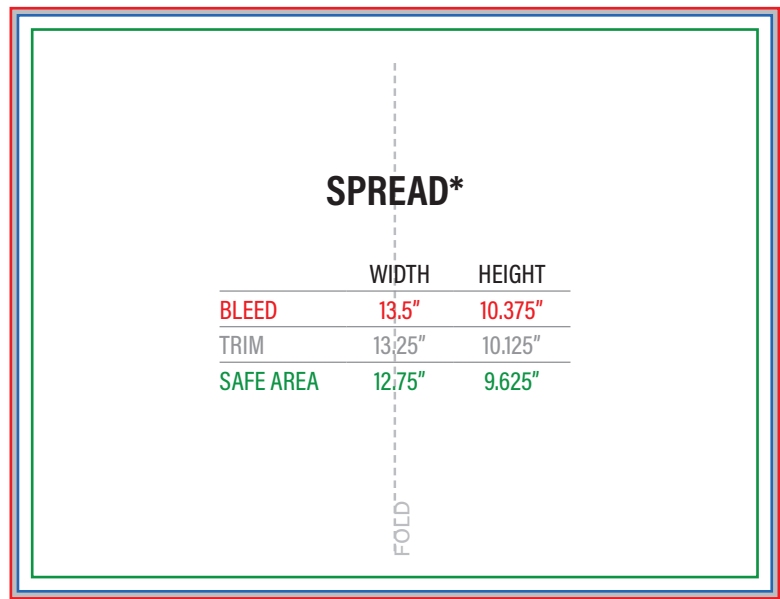 SPREAD*
WIDTH HEIGHT
BLEED 13.5″ 10.375″
TRIM 13.25″ 10.125″
SAFE AREA 12.75″ 9.625″
FOLD